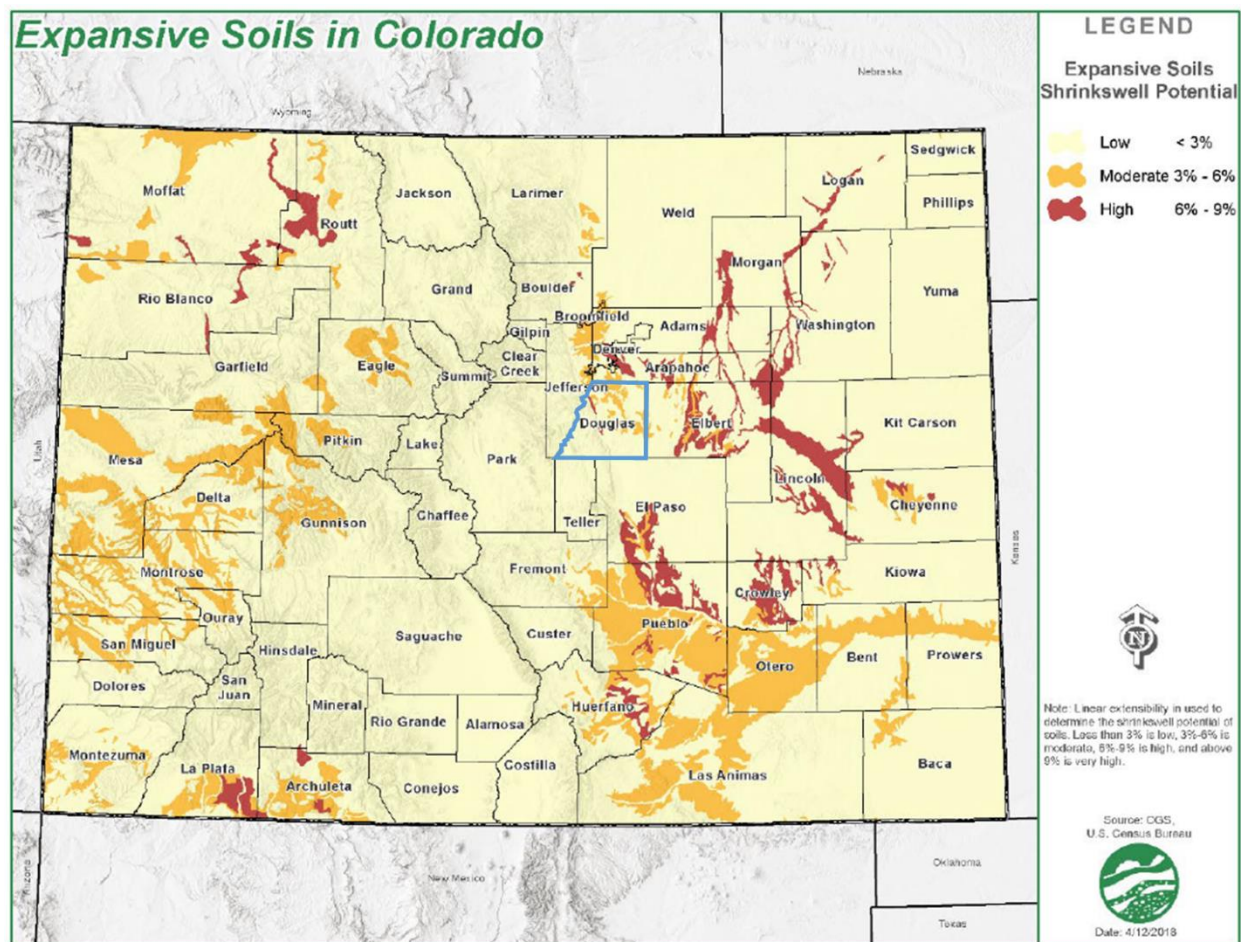 Expansive Soils in Colorado
Nebraska
Wyoming
Moffat
Routt
Jackson
Larimer
Weld
Logan
Sedgwick
Phillips
Morgan
Rio Blanco
Grand
Boulder
Broomfield
Adams
Washington
Yuma
Gilpin
Denver
Garfield
Eagle
Summit
Clear
Creek
Arapahoe
Jefferson
Douglas
Elbert
Kit Carson
Utah
Mesa
Pitkin
Lake
Park
Lincoln
Delta
Gunnison
Chaffee
Teller
El Paso
Cheyenne
Kansas
Montrose
Fremont
Crowley
Kiowa
Ouray
San Miguel
Hinsdale
Saguache
Custer
Pueblo
Otero
Bent
Prowers
Dolores
San
Juan
Mineral
Rio Grande
Alamosa
Huerfano
Montezuma
La Plata
Archuleta
Conejos
Costilla
Las Animas
Baca
Arizona
New Mexico
Oklahoma
Texas
LEGEND
Expansive Soils
Shrinkswell Potential
Low < 3%
Moderate 3% - 6%
High 6% - 9%
N
Note: Linear extensibility in used to
determine the shrinkswell potential of
soils. Less than 3% is low, 3%-6% is
moderate, 6%-9% is high, and above
9% is very high.
Source: CGS,
U.S. Census Bureau
Date: 4/12/2018